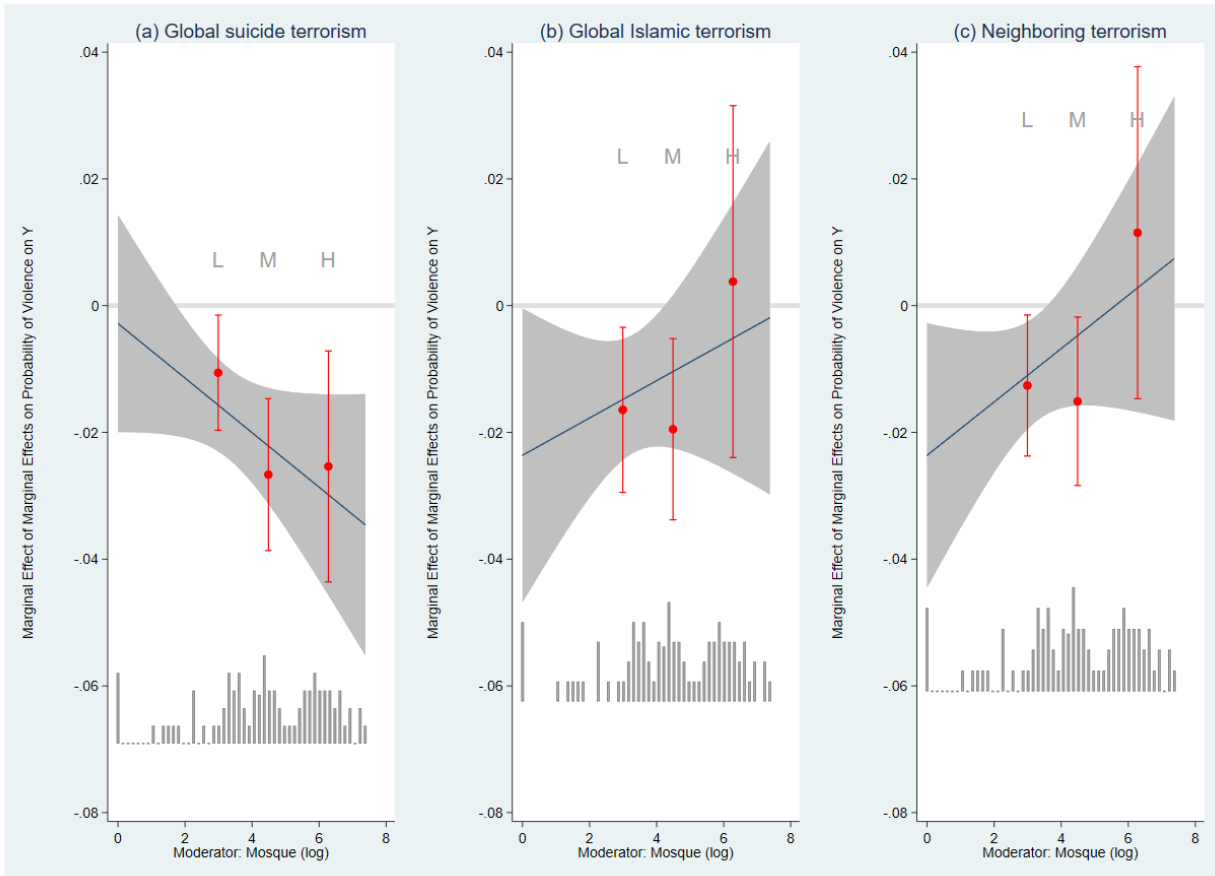 (a) Global suicide terrorism
Marginal Effect of Marginal Effects on Probability of Violence on Y
.04
.02
0
-.02
-.04
-.06
-.08
L M H
0 2 4 6 8
Moderator: Mosque (log)
(b) Global Islamic terrorism
Marginal Effect of Marginal Effects on Probability of Violence on Y
.04
.02
0
-.02
-.04
-.06
-.08
L M H
0 2 4 6 8
Moderator: Mosque (log)
(c) Neighboring terrorism
Marginal Effect of Marginal Effects on Probability of Violence on Y
.04
.02
0
-.02
-.04
-.06
-.08
L M H
0 2 4 6 8
Moderator: Mosque (log)